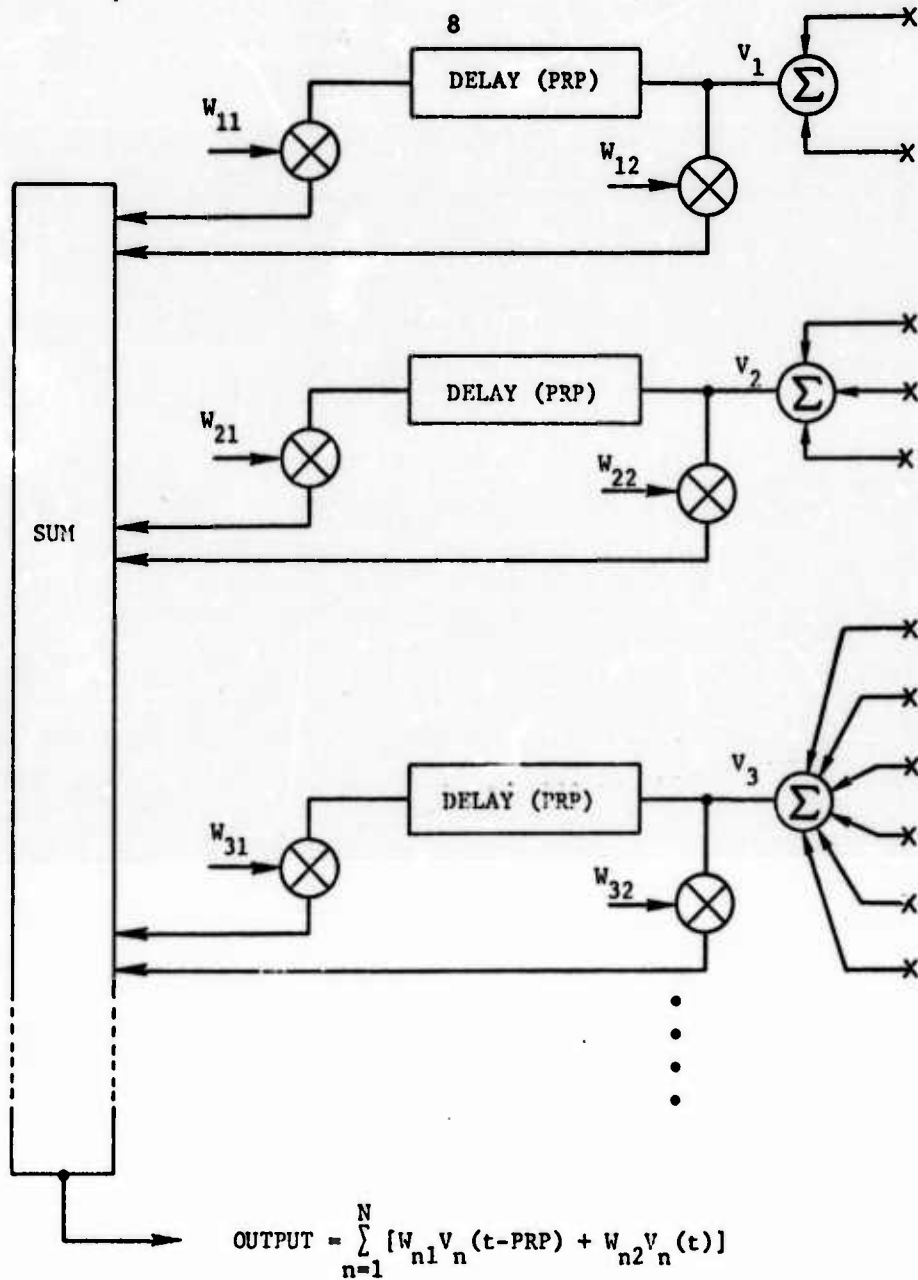 8
DELAY (PRP)
V1
Σ
W11
W12
DELAY (PRP)
V2
Σ
W21
W22
SUM
DELAY (PRP)
V3
Σ
W31
W32
OUTPUT = N∑n=1 [Wn1Vn(t-PRP) + Wn2Vn(t)]